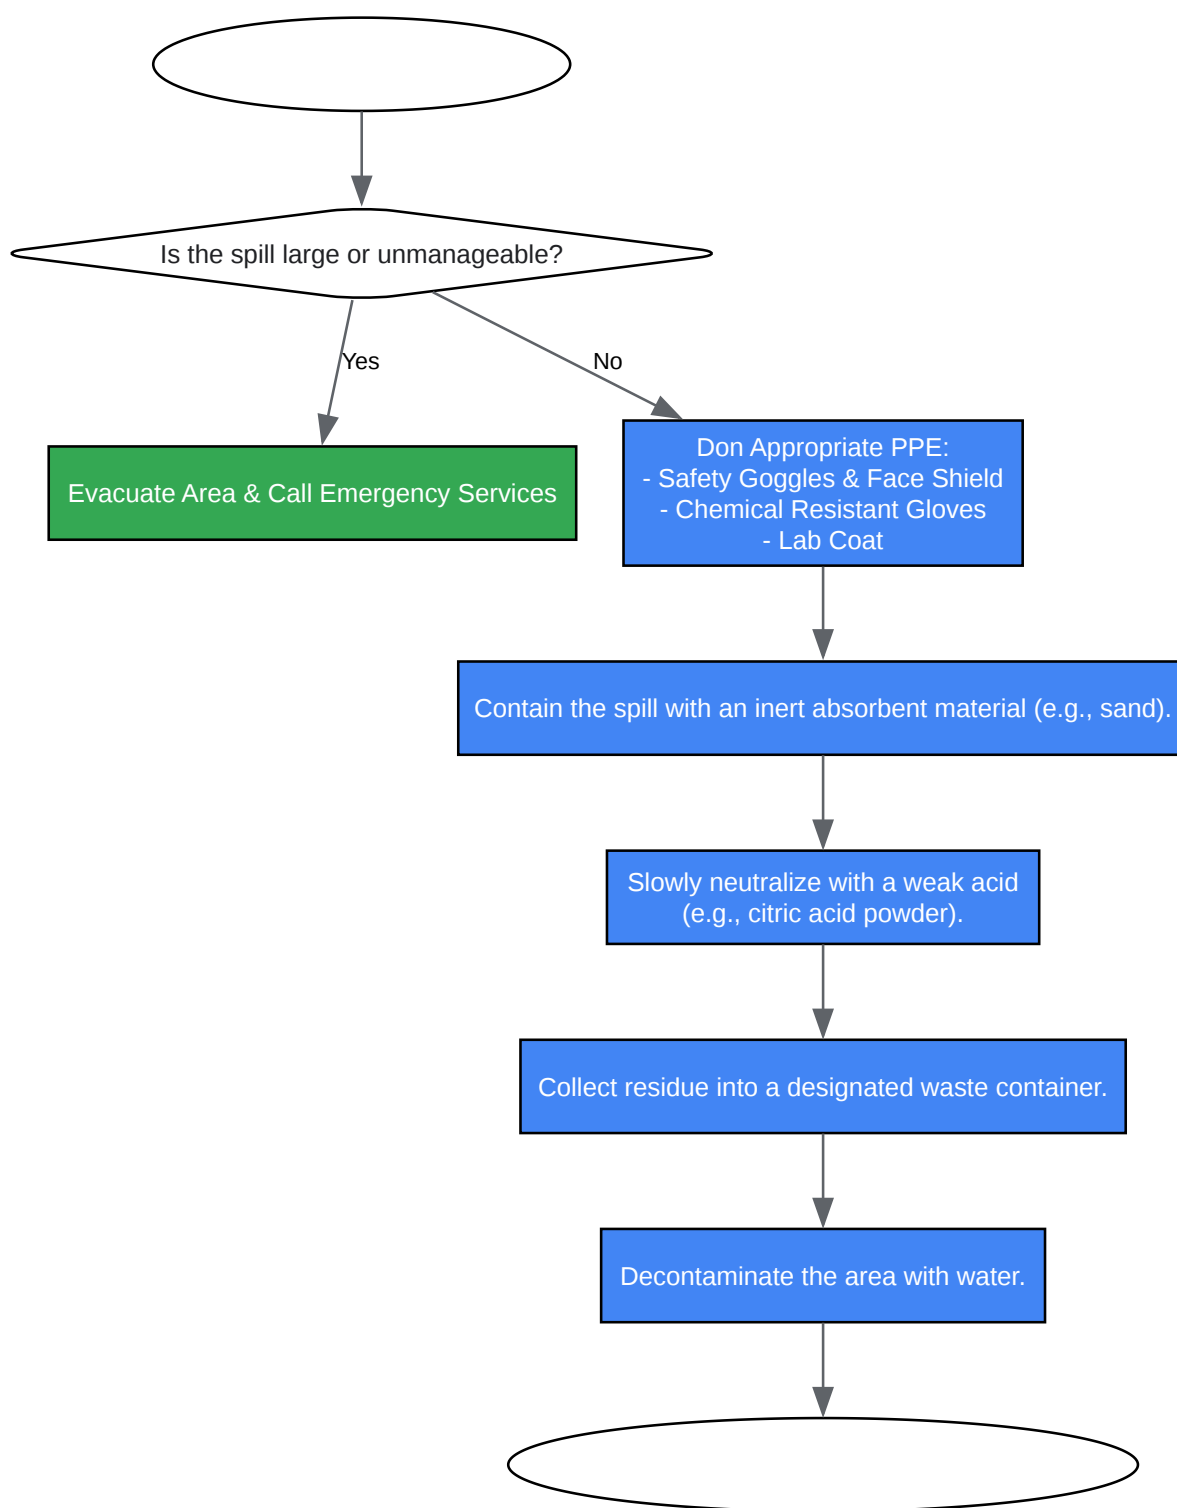 Is the spill large or unmanageable?
Yes
No
Evacuate Area & Call Emergency Services
Don Appropriate PPE:
- Safety Goggles & Face Shield
- Chemical Resistant Gloves
- Lab Coat
Contain the spill with an inert absorbent material (e.g., sand).
Slowly neutralize with a weak acid
(e.g., citric acid powder).
Collect residue into a designated waste container.
Decontaminate the area with water.